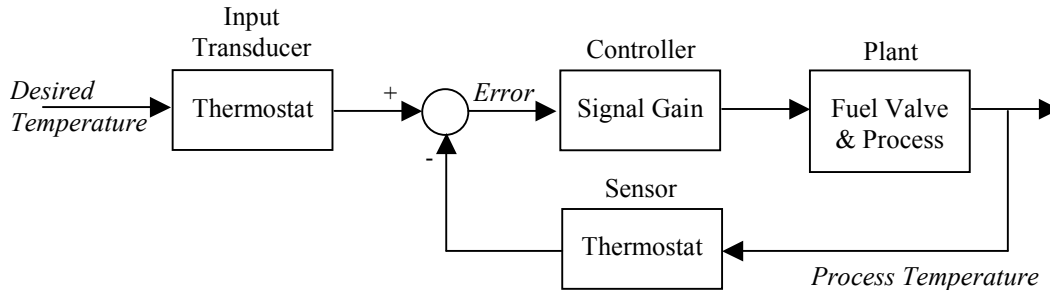 Input
Transducer
Controller
Plant
Desired
Temperature
Thermostat
+
Error
Signal Gain
Fuel Valve
& Process
-
Sensor
Thermostat
Process Temperature